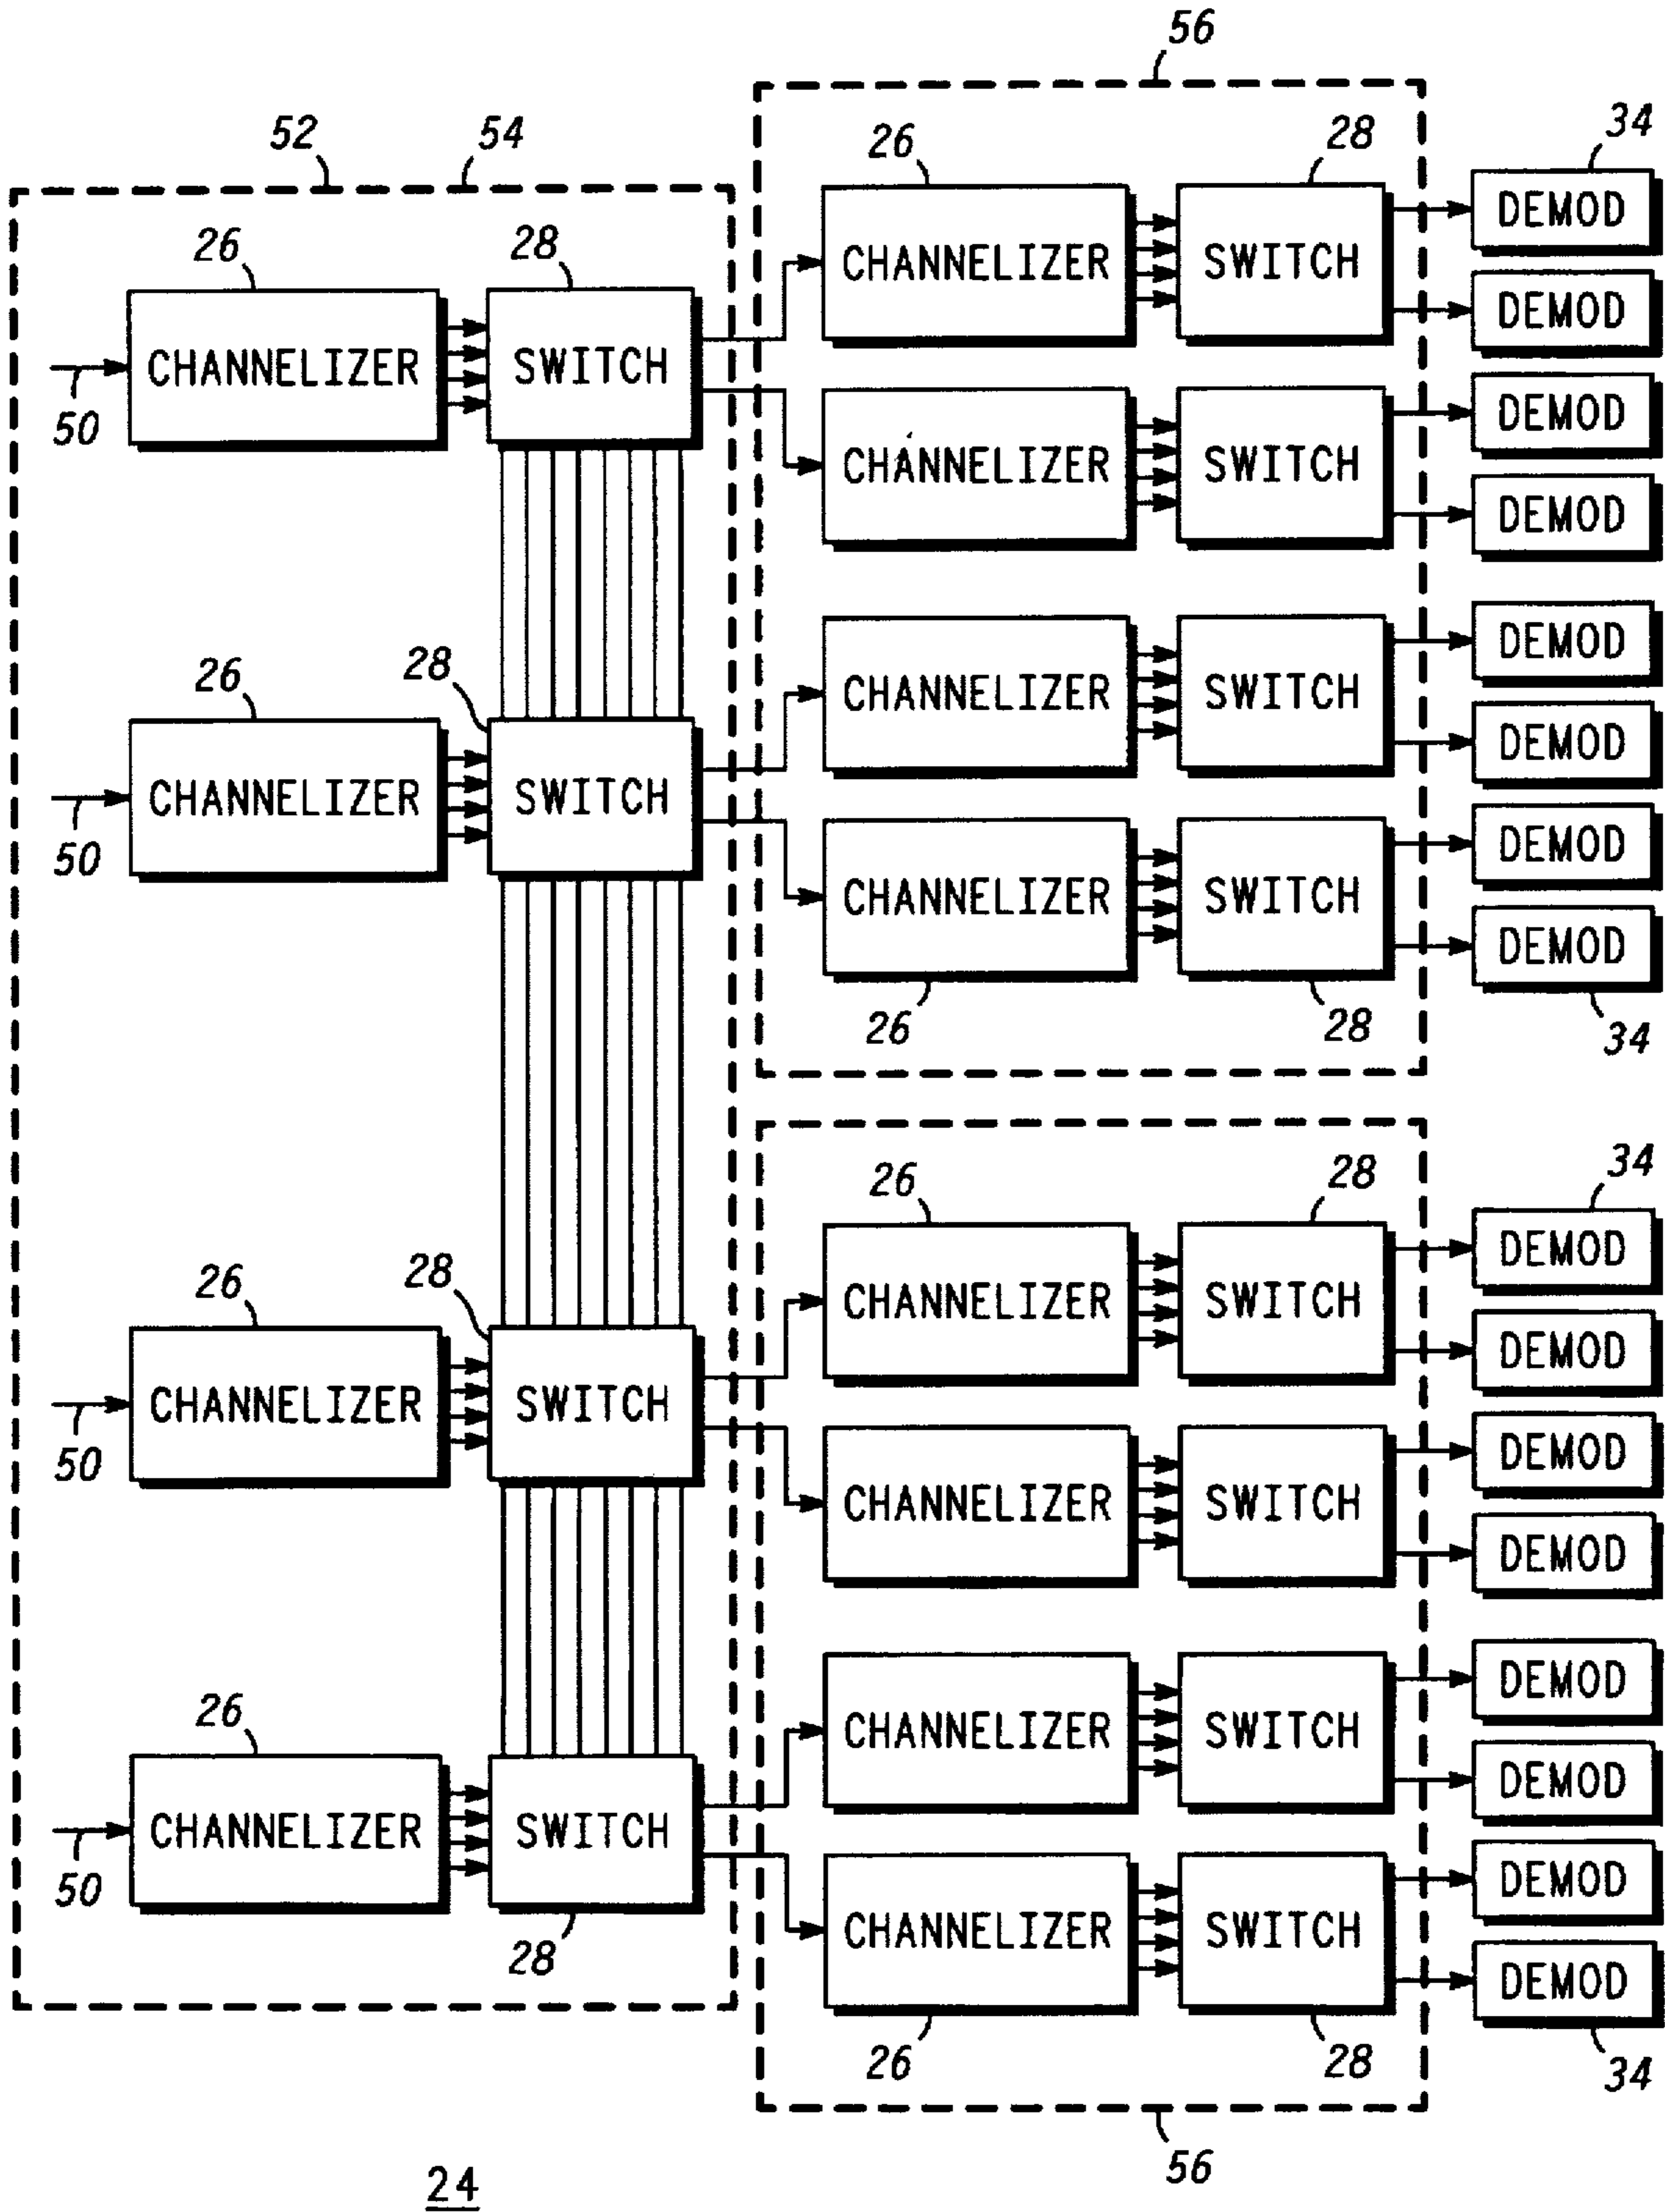 56
52 54 26 28 34
26 28 CHANNELIZER SWITCH DEMOD
DEMOD
CHANNELIZER SWITCH
50 CHANNELIZER SWITCH DEMOD
DEMOD
26 28 CHANNELIZER SWITCH DEMOD
DEMOD
CHANNELIZER SWITCH
50 CHANNELIZER SWITCH DEMOD
DEMOD
26 28 34
26 28 34
26 28 CHANNELIZER SWITCH DEMOD
DEMOD
CHANNELIZER SWITCH
50 CHANNELIZER SWITCH DEMOD
DEMOD
26 CHANNELIZER SWITCH DEMOD
DEMOD
CHANNELIZER SWITCH
50 CHANNELIZER SWITCH DEMOD
DEMOD
28 26 28 34
56
24